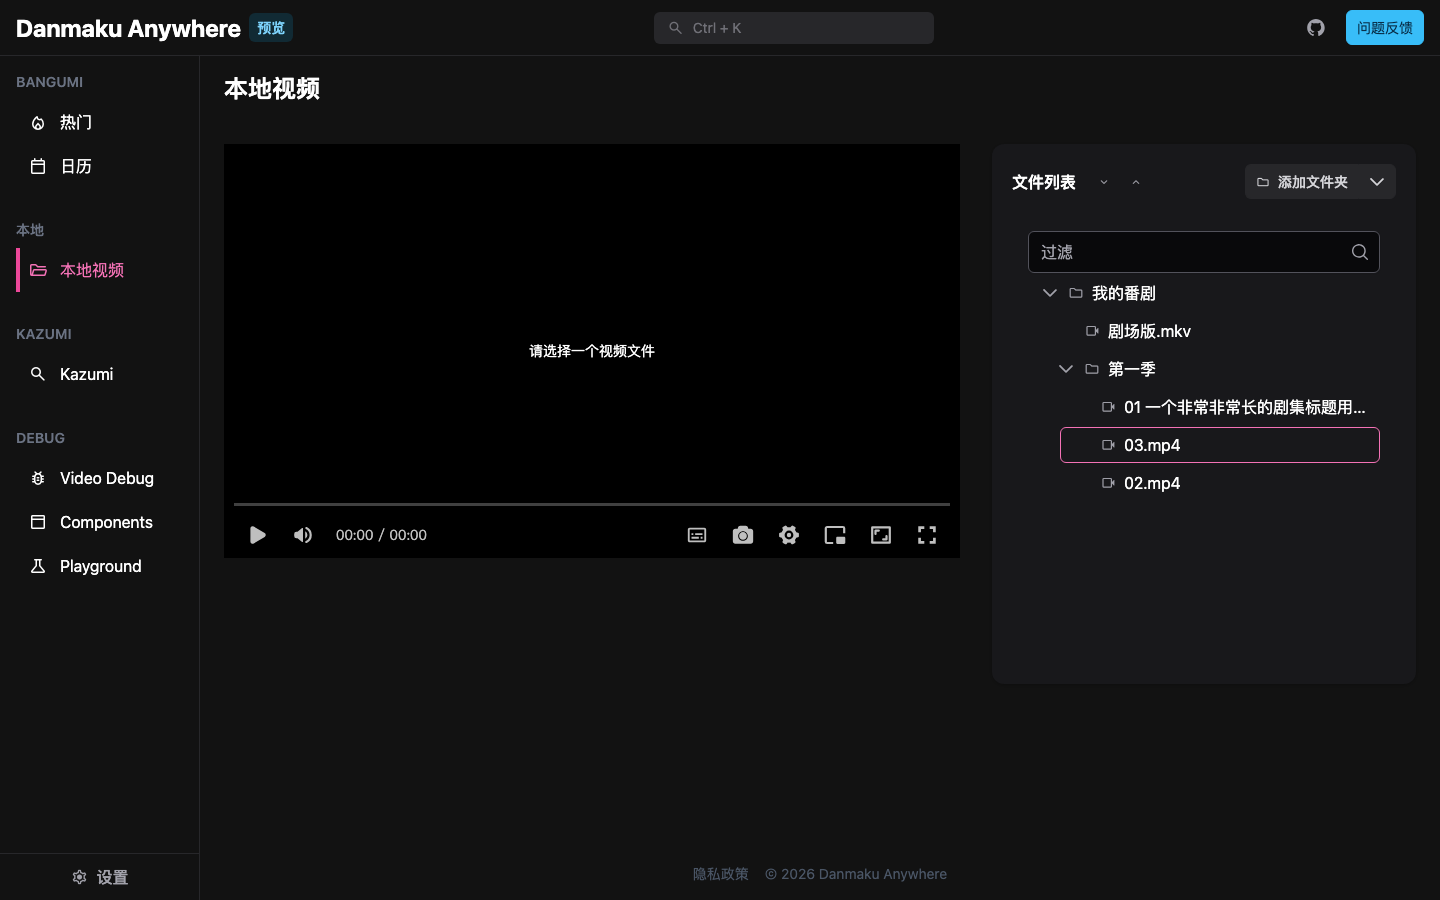 Danmaku Anywhere 预览
Ctrl + K
问题反馈
BANGUMI
热门
日历
本地
本地视频
KAZUMI
Kazumi
DEBUG
Video Debug
Components
Playground
设置
本地视频
请选择一个视频文件
00:00 / 00:00
文件列表
添加文件夹
过滤
我的番剧
剧场版.mkv
第一季
01 一个非常非常长的剧集标题用...
03.mp4
02.mp4
隐私政策 © 2026 Danmaku Anywhere